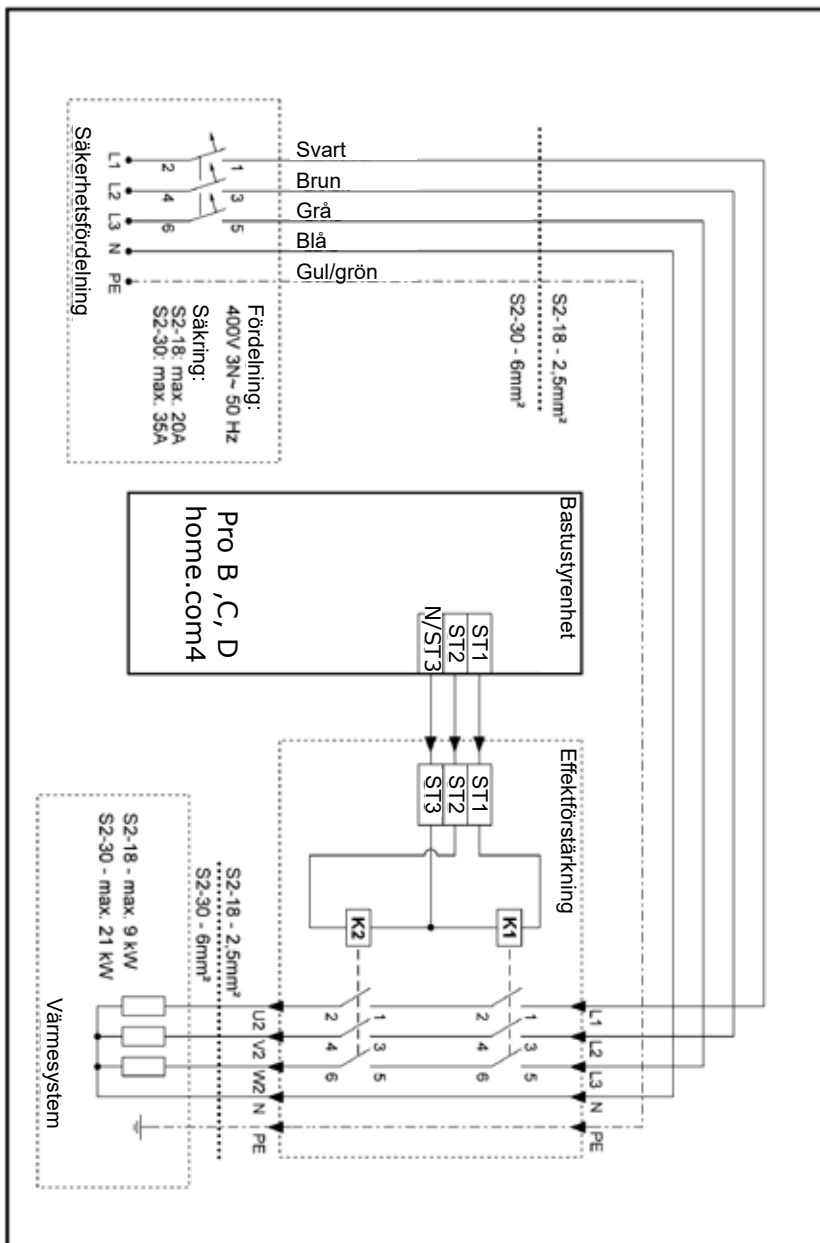 Säkerhetsfördelning
L1
L2
L3
N
PE
2
4
6
1
3
5
Svart
Brun
Grå
Blå
Gul/grön
Fördelning:
400V 3N~ 50 Hz
Säkring:
S2-18: max. 20A
S2-30: max. 35A
S2-18 - 2,5mm²
S2-30 - 6mm²
Bastustyrenhet
Pro B ,C, D
home.com4
ST1
ST2
N/ST3
Effektförstärkning
ST1
ST2
ST3
K1
K2
L1
L2
L3
N
PE
1
3
5
2
4
6
1
3
5
2
4
6
U2
V2
W2
N
PE
S2-18 - 2,5mm²
S2-30 - 6mm²
S2-18 - max. 9 kW
S2-30 - max. 21 kW
Värmesystem